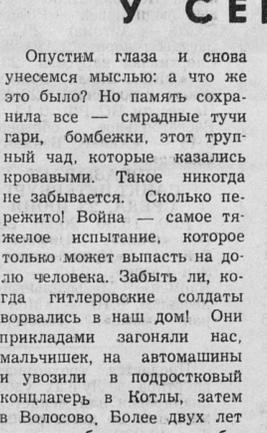 У СЕ
Опустим глаза и снова
унесемся мыслью: а что же
это было? Но память сохра-
нила все — смрадные тучи
гари, бомбежки, этот труп-
ный чад, которые казались
кровавыми. Такое никогда
не забывается. Сколько пе-
режито! Война — самое тя-
желое испытание, которое
только может выпасть на до-
лю человека. Забыть ли, ко-
гда гитлеровские солдаты
ворвались в наш дом! Они
прикладами загоняли нас,
мальчишек, на автомашины
и увозили в подростковый
концлагерь в Котлы, затем
в Волосово. Более двух лет